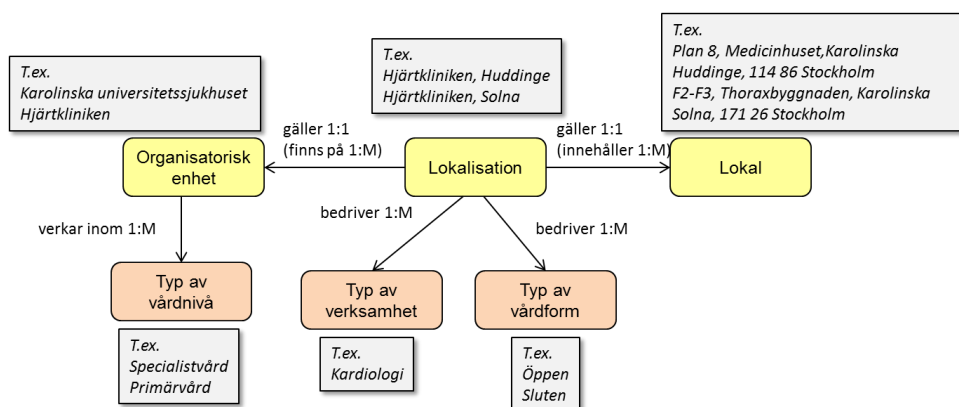 T.ex.
Karolinska universitetssjukhuset
Hjärtkliniken
T.ex.
Hjärtkliniken, Huddinge
Hjärtkliniken, Solna
T.ex.
Plan 8, Medicinhuset,Karolinska
Huddinge, 114 86 Stockholm
F2-F3, Thoraxbyggnaden, Karolinska
Solna, 171 26 Stockholm
gäller 1:1
(finns på 1:M)
gäller 1:1
(innehåller 1:M)
Organisatorisk
enhet
Lokalisation
Lokal
verkar inom 1:M
bedriver 1:M
bedriver 1:M
Typ av
vårdnivå
Typ av
verksamhet
Typ av
vårdform
T.ex.
Specialistvård
Primärvård
T.ex.
Kardiologi
T.ex.
Öppen
Sluten